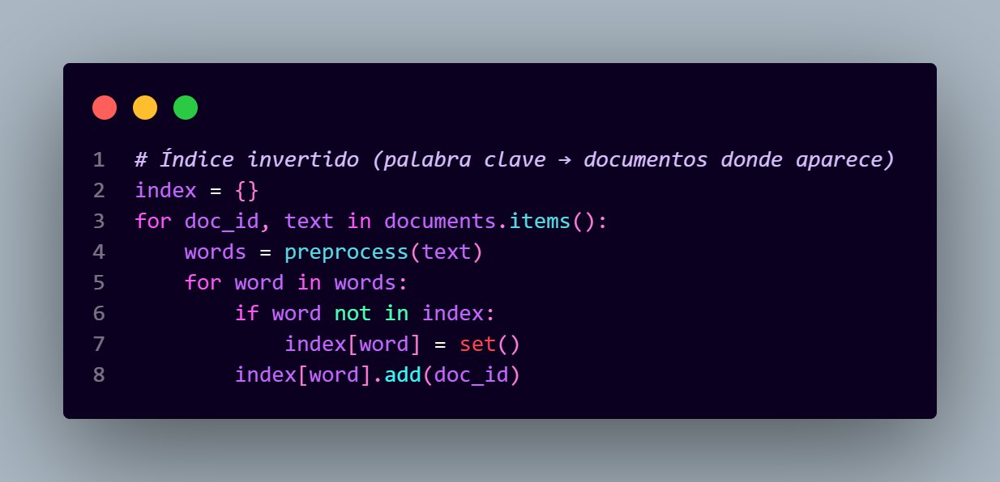 1 # Índice invertido (palabra clave → documentos donde aparece)
2 index = {}
3 for doc_id, text in documents.items():
4     words = preprocess(text)
5     for word in words:
6         if word not in index:
7             index[word] = set()
8         index[word].add(doc_id)